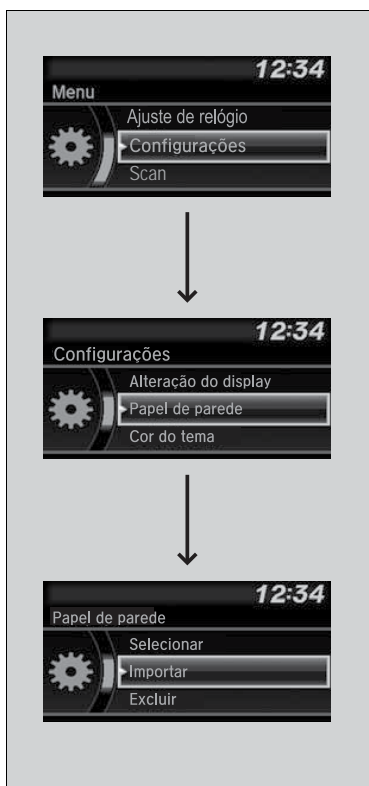 12:34
Menu
Ajuste de relógio
Configurações
Scan
12:34
Configurações
Alteração do display
Papel de parede
Cor do tema
12:34
Papel de parede
Selecionar
Importar
Excluir